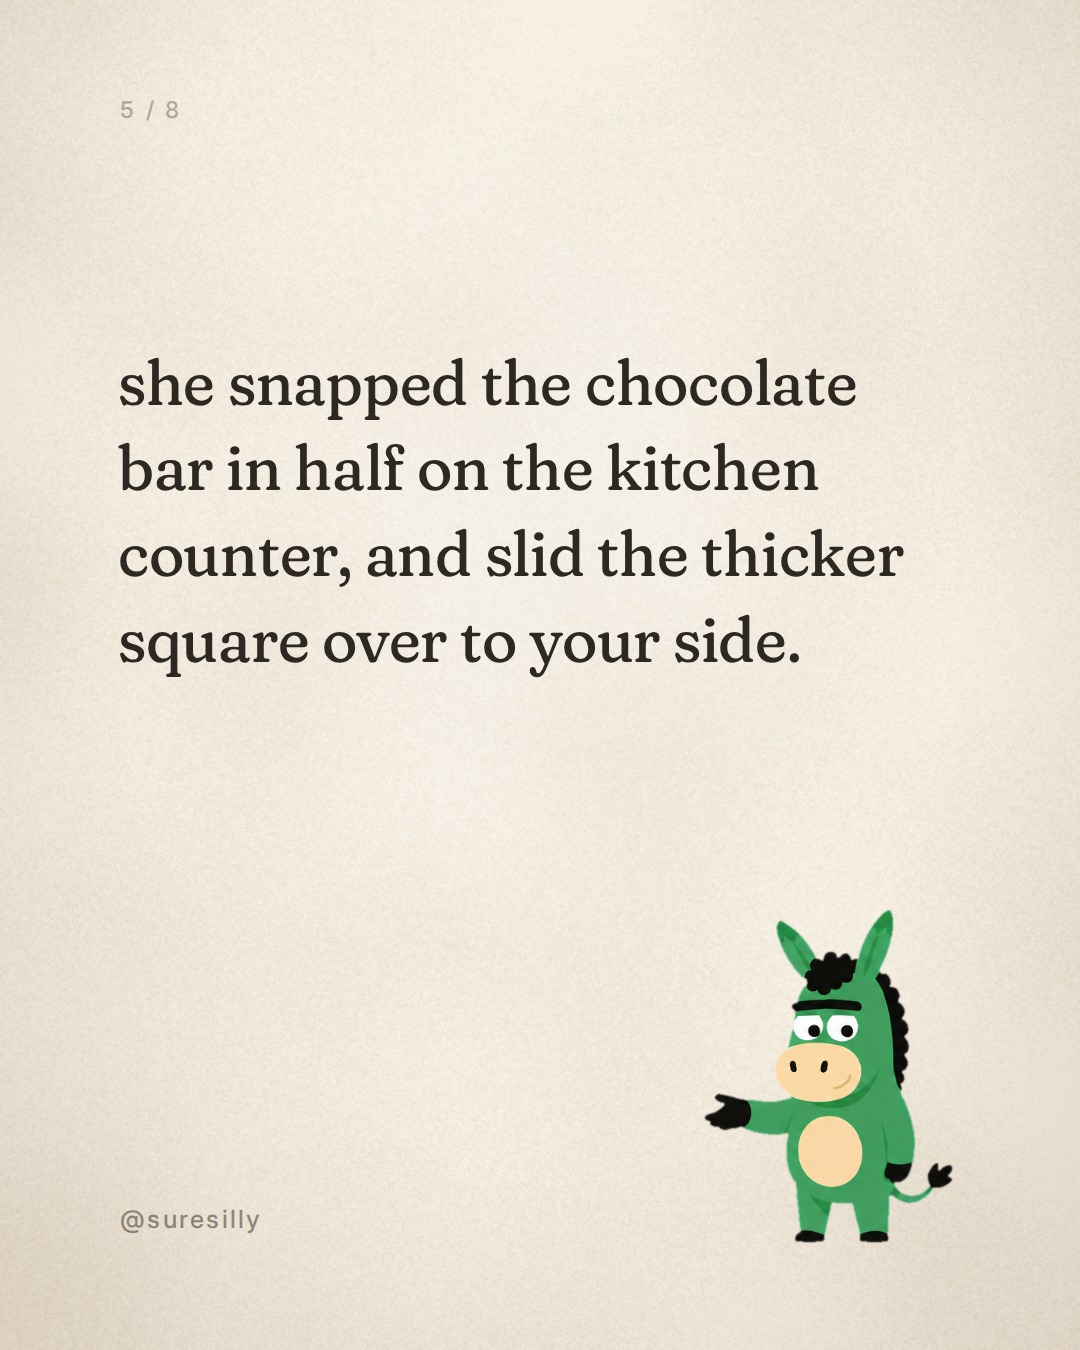 5 / 8
she snapped the chocolate
bar in half on the kitchen
counter, and slid the thicker
square over to your side.
@suresilly